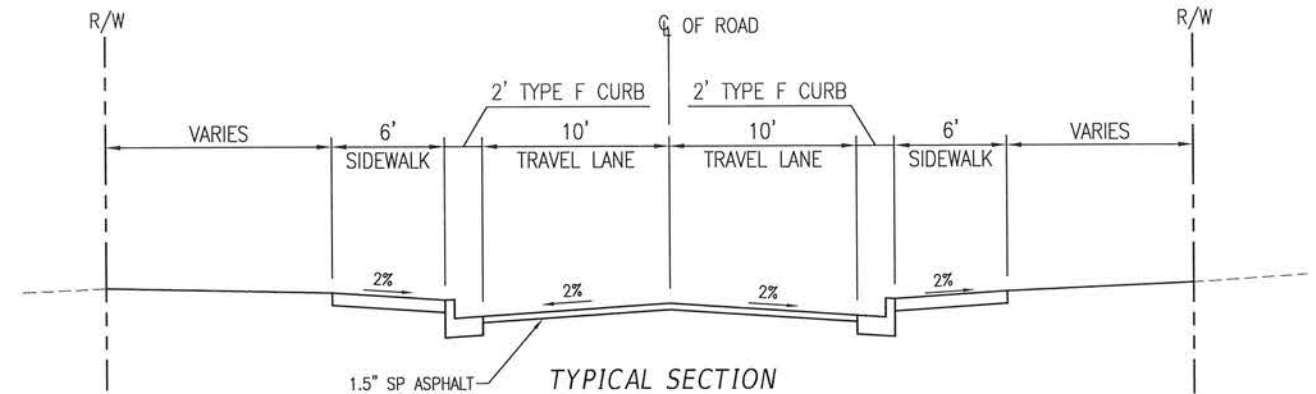 R/W
℄ OF ROAD
R/W
2' TYPE F CURB
2' TYPE F CURB
VARIES
6'
SIDEWALK
10'
TRAVEL LANE
10'
TRAVEL LANE
6'
SIDEWALK
VARIES
2%
2%
2%
2%
1.5" SP ASPHALT
TYPICAL SECTION